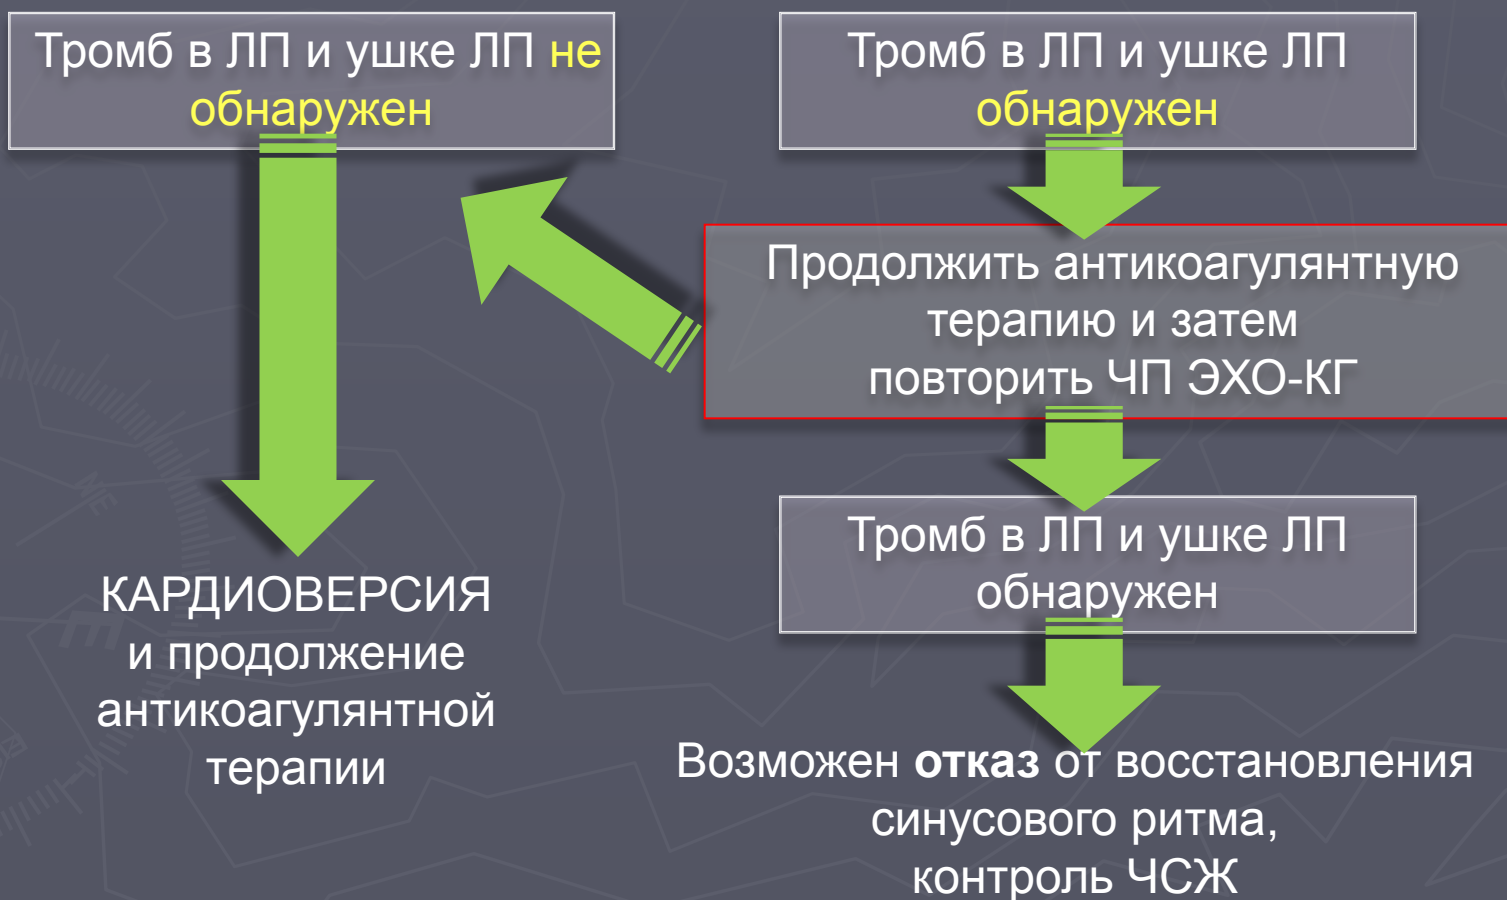 Тромб в ЛП и ушке ЛП не
обнаружен
КАРДИОВЕРСИЯ
и продолжение
антикоагулянтной
терапии
Тромб в ЛП и ушке ЛП
обнаружен
Продолжить антикоагулянтную
терапию и затем
повторить ЧП ЭХО-КГ
Тромб в ЛП и ушке ЛП
обнаружен
Возможен отказ от восстановления
синусового ритма,
контроль ЧСЖ
NE
E